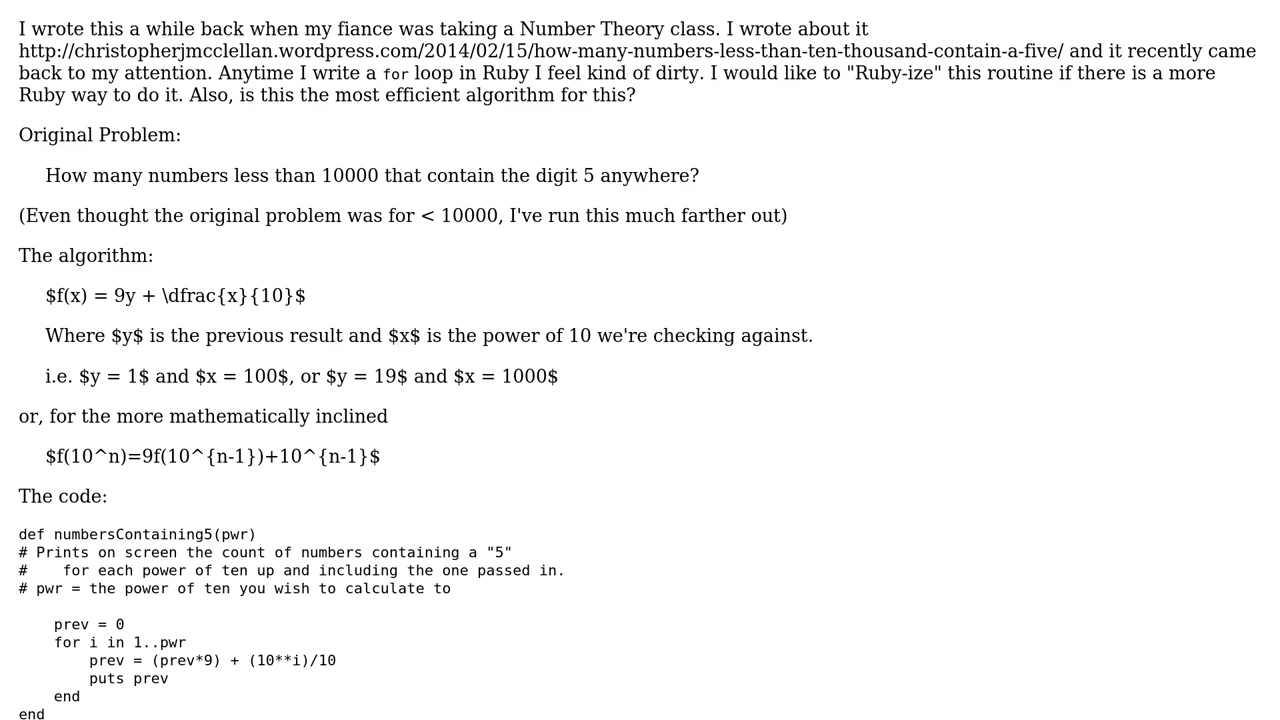 I wrote this a while back when my fiance was taking a Number Theory class. I wrote about it
http://christopherjmcclellan.wordpress.com/2014/02/15/how-many-numbers-less-than-ten-thousand-contain-a-five/ and it recently came
back to my attention. Anytime I write a for loop in Ruby I feel kind of dirty. I would like to "Ruby-ize" this routine if there is a more
Ruby way to do it. Also, is this the most efficient algorithm for this?
Original Problem:
How many numbers less than 10000 that contain the digit 5 anywhere?
(Even thought the original problem was for < 10000, I've run this much farther out)
The algorithm:
$f(x) = 9y + \dfrac{x}{10}$
Where $y$ is the previous result and $x$ is the power of 10 we're checking against.
i.e. $y = 1$ and $x = 100$, or $y = 19$ and $x = 1000$
or, for the more mathematically inclined
$f(10^n)=9f(10^{n-1})+10^{n-1}$
The code:
def numbersContaining5(pwr)
# Prints on screen the count of numbers containing a "5"
#    for each power of ten up and including the one passed in.
# pwr = the power of ten you wish to calculate to
    prev = 0
    for i in 1..pwr
        prev = (prev*9) + (10**i)/10
        puts prev
    end
end